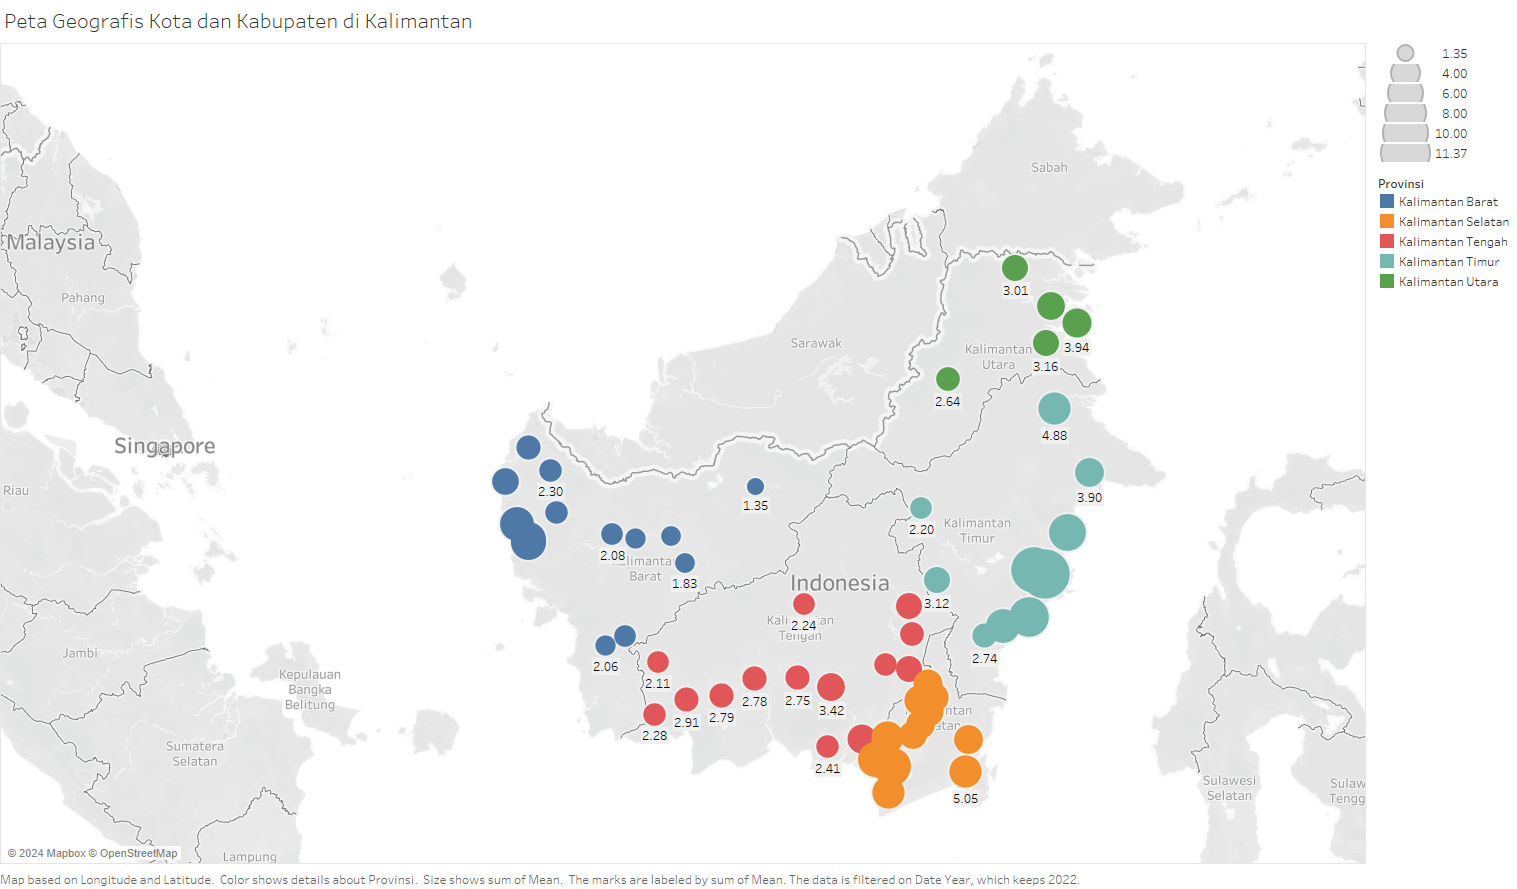 Peta Geografis Kota dan Kabupaten di Kalimantan
1.35
4.00
6.00
8.00
10.00
11.37
Provinsi
Kalimantan Barat
Kalimantan Selatan
Kalimantan Tengah
Kalimantan Timur
Kalimantan Utara
Sabah
Malaysia
Pahang
3.01
Sarawak
Kalimantan
Utara
3.94
3.16
2.64
4.88
Singapore
Riau
2.30
1.35
3.90
2.20
Kalimantan
Timur
2.08
Barat
1.83
Indonesia
3.12
2.24
Tengah
Jambi
2.06
2.74
2.11
Kepulauan
Bangka
Belitung
2.78
2.75
3.42
2.91
2.79
2.28
Sumatera
Selatan
2.41
5.05
Sulawesi
Selatan
Sulaw
Tengg
Lampung
© 2024 Mapbox © OpenStreetMap
Map based on Longitude and Latitude. Color shows details about Provinsi. Size shows sum of Mean. The marks are labeled by sum of Mean. The data is filtered on Date Year, which keeps 2022.